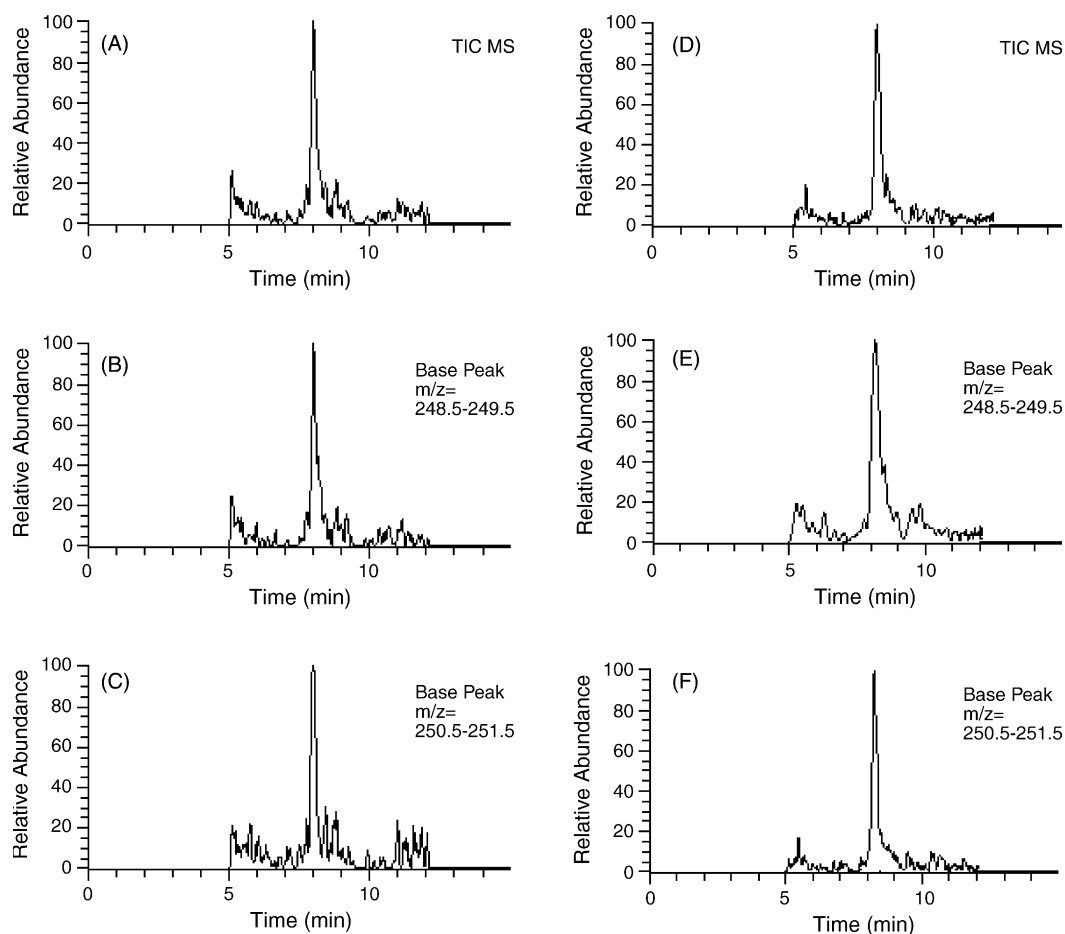 (A)
TIC MS
Relative Abundance
100
80
60
40
20
0
0 5 10
Time (min)
(D)
TIC MS
Relative Abundance
100
80
60
40
20
0
0 5 10
Time (min)
(B)
Base Peak
m/z=
248.5-249.5
Relative Abundance
100
80
60
40
20
0
0 5 10
Time (min)
(E)
Base Peak
m/z=
248.5-249.5
Relative Abundance
100
80
60
40
20
0
0 5 10
Time (min)
(C)
Base Peak
m/z=
250.5-251.5
Relative Abundance
100
80
60
40
20
0
0 5 10
Time (min)
(F)
Base Peak
m/z=
250.5-251.5
Relative Abundance
100
80
60
40
20
0
0 5 10
Time (min)